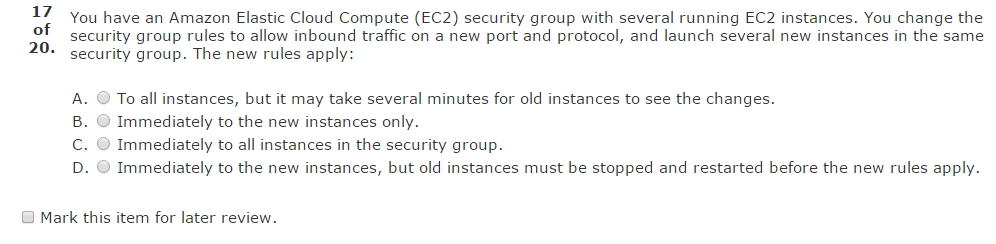 17 of 20.
You have an Amazon Elastic Cloud Compute (EC2) security group with several running EC2 instances. You change the
security group rules to allow inbound traffic on a new port and protocol, and launch several new instances in the same
security group. The new rules apply:
A. To all instances, but it may take several minutes for old instances to see the changes.
B. Immediately to the new instances only.
C. Immediately to all instances in the security group.
D. Immediately to the new instances, but old instances must be stopped and restarted before the new rules apply.
Mark this item for later review.